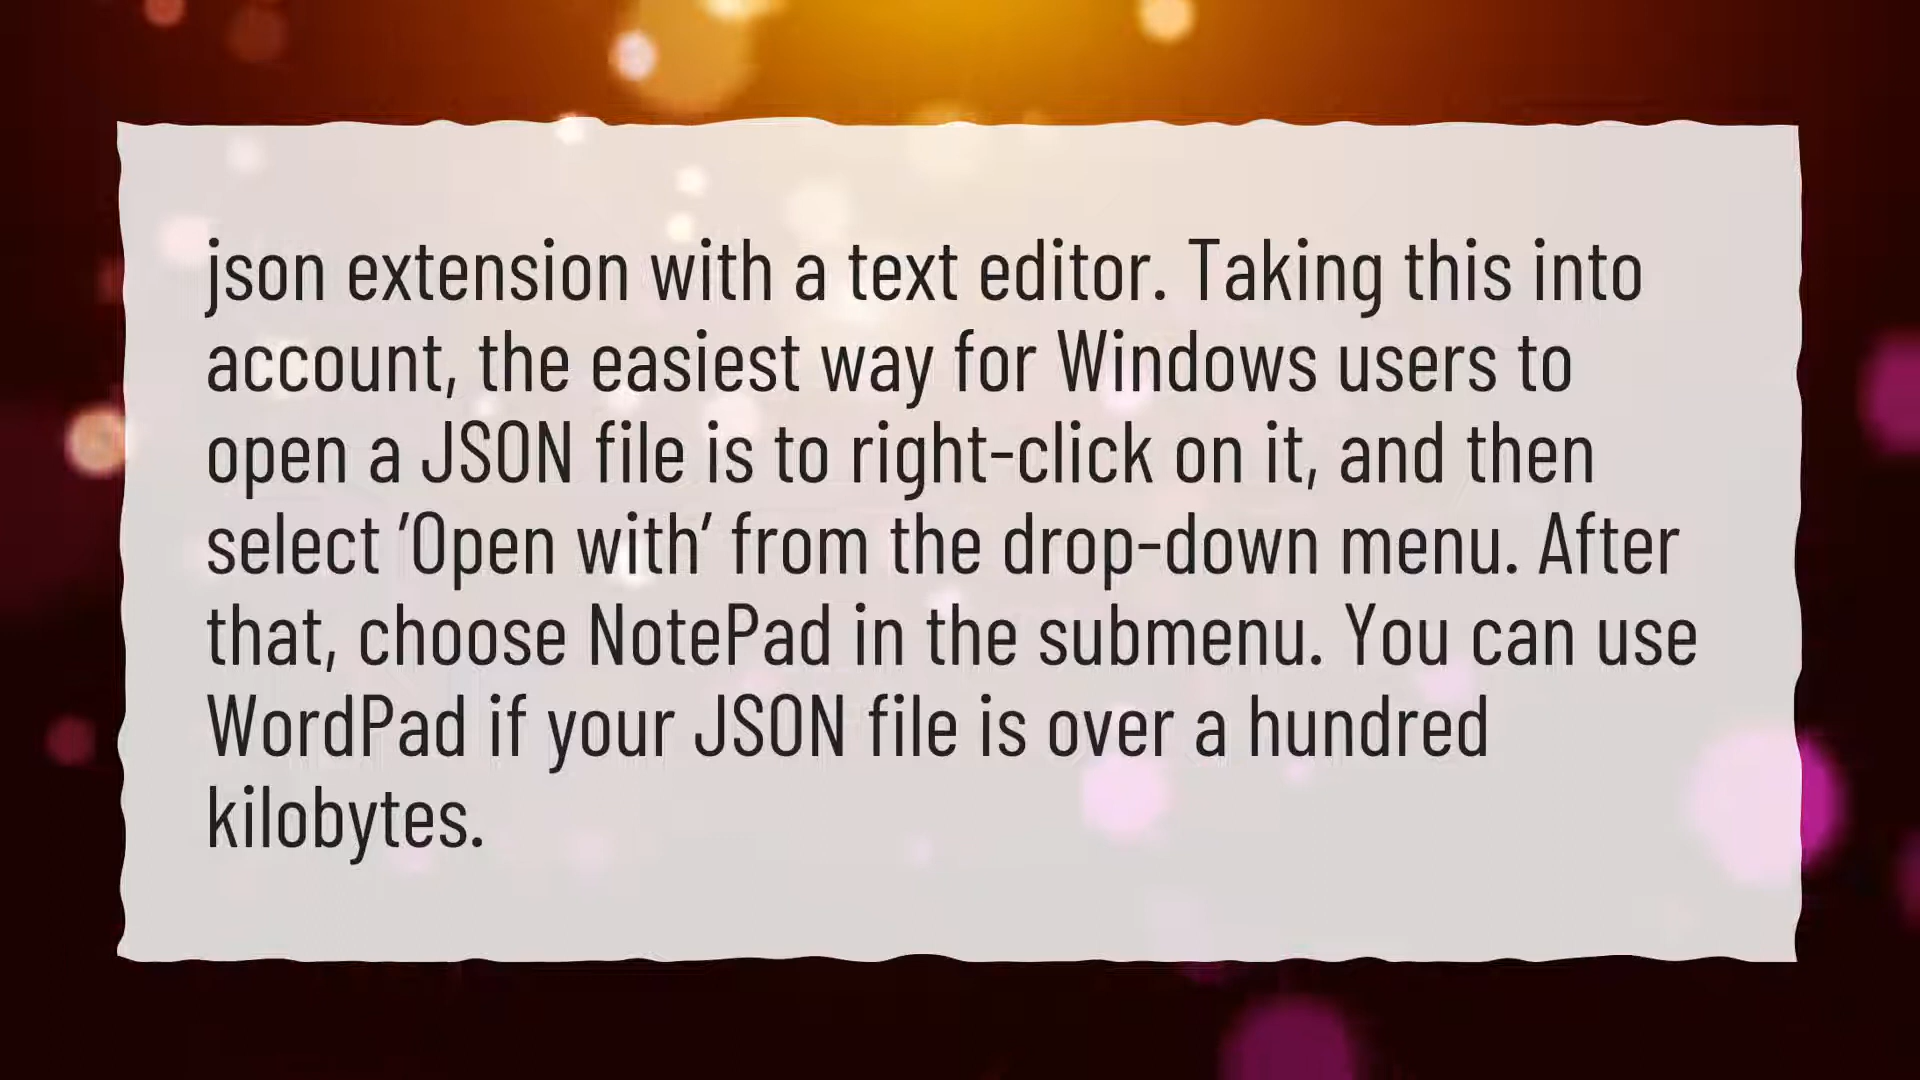 json extension with a text editor. Taking this into
account, the easiest way for Windows users to
open a JSON file is to right-click on it, and then
select 'Open with' from the drop-down menu. After
that, choose NotePad in the submenu. You can use
WordPad if your JSON file is over a hundred
kilobytes.